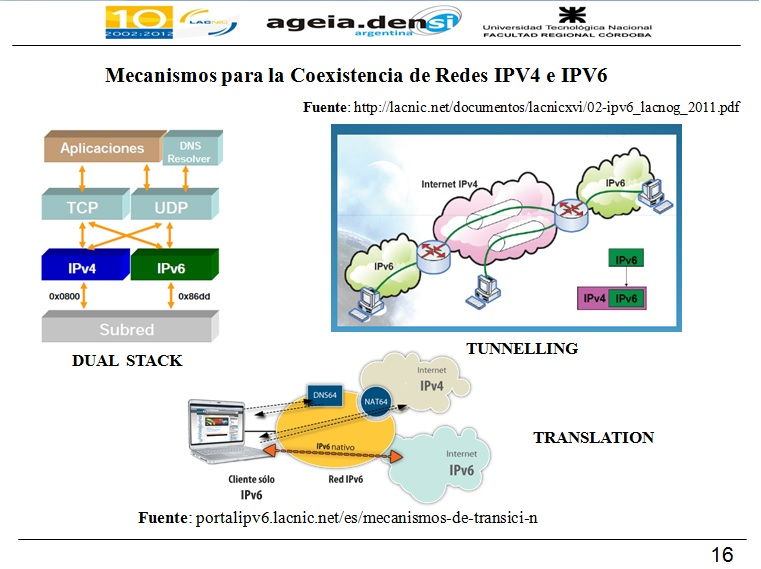 10
2002:2012
LACNIC
ageia.densi
argentina
Universidad Tecnológica Nacional
FACULTAD REGIONAL CÓRDOBA
Mecanismos para la Coexistencia de Redes IPV4 e IPV6
Fuente: http://lacnic.net/documentos/lacnicxvi/02-ipv6_lacnog_2011.pdf
Aplicaciones
DNS
Resolver
TCP
UDP
IPv4
IPv6
0x0800
0x86dd
Subred
DUAL STACK
Internet IPv4
IPv6
IPv6
IPv6
IPv4
IPv6
TUNNELLING
DNS64
NAT64
Internet
IPv4
IPv6 nativo
Internet
IPv6
Cliente sólo
IPv6
Red IPv6
TRANSLATION
Fuente: portalipv6.lacnic.net/es/mecanismos-de-transici-n
16